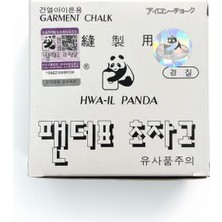 건열아이론용
GARMENT CHALK
アイロンーチョーク
縫製用
경질
HWA-IL PANDA
팬더표 초자고
유사품주의